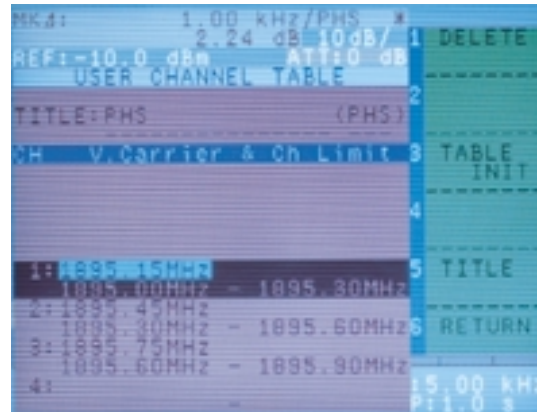 MKΔ: 1.00 kHz/PHS *
2.24 dB 10dB/
REF:-10.0 dBm ATT:0 dB
USER CHANNEL TABLE
TITLE:PHS (PHS)
CH V.Carrier & Ch Limit
1:1895.15MHz
1895.00MHz - 1895.30MHz
2:1895.45MHz
1895.30MHz - 1895.60MHz
3:1895.75MHz
1895.60MHz - 1895.90MHz
4:
-
1 DELETE
2
3 TABLE
INIT
4
5 TITLE
6 RETURN
5.00 kH
1.0 s